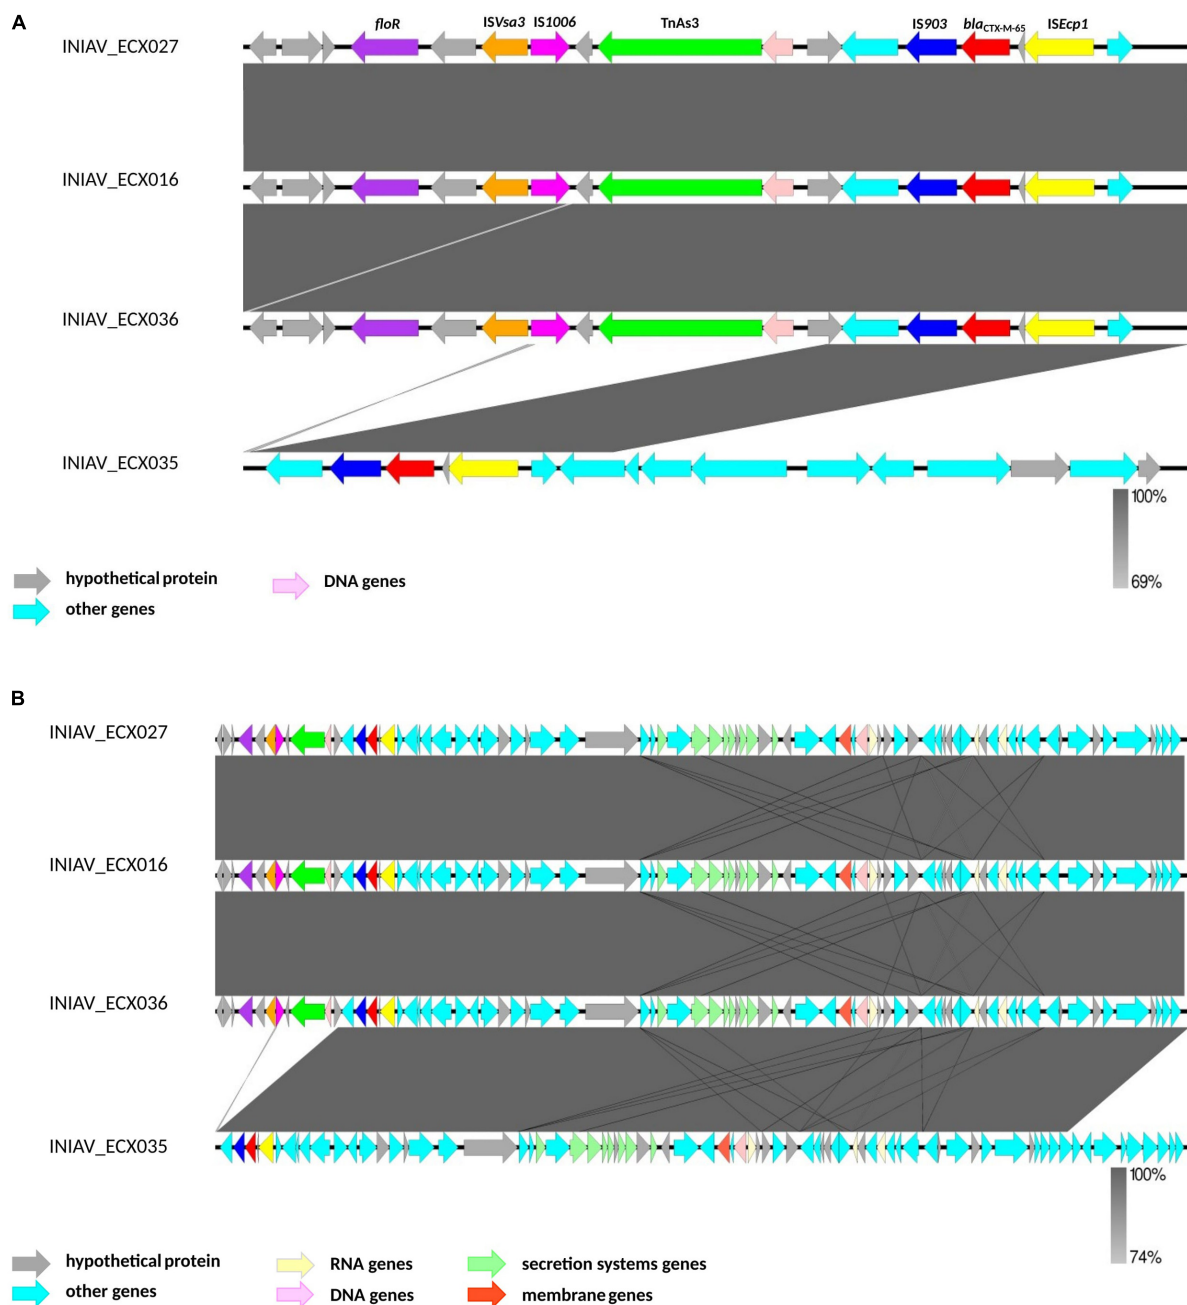 A
floR ISVsa3 IS1006 TnAs3 IS903 blaCTX-M-65 ISEcp1
INIAV_ECX027
INIAV_ECX016
INIAV_ECX036
INIAV_ECX035
100%
69%
hypothetical protein DNA genes
other genes
B
INIAV_ECX027
INIAV_ECX016
INIAV_ECX036
INIAV_ECX035
100%
74%
hypothetical protein RNA genes secretion systems genes
other genes DNA genes membrane genes